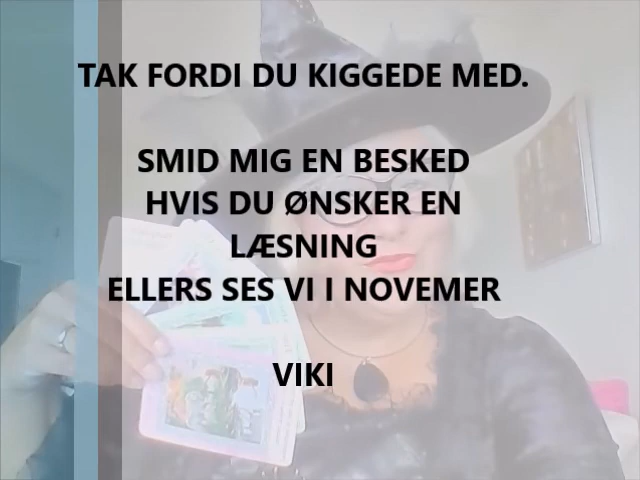 TAK FORDI DU KIGGEDE MED.
SMID MIG EN BESKED
HVIS DU ØNSKER EN
LÆSNING
ELLERS SES VI I NOVEMER
VIKI